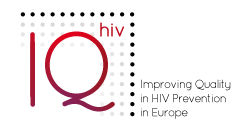 hiv
IQ
Improving Quality
in HIV Prevention
in Europe